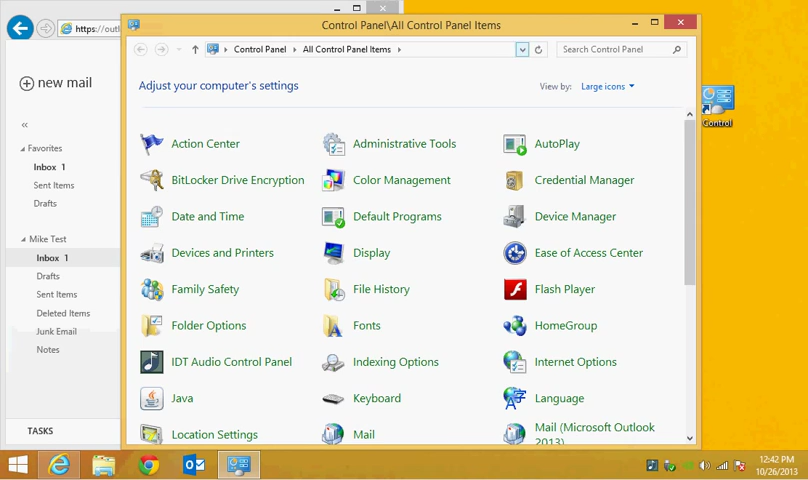 Control Panel\All Control Panel Items
https://outl
Control Panel
All Control Panel Items
Search Control Panel
new mail
Adjust your computer's settings
View by:
Large icons
Control
Favorites
Inbox 1
Sent Items
Drafts
Mike Test
Inbox 1
Drafts
Sent Items
Deleted Items
Junk Email
Notes
TASKS
Action Center
Administrative Tools
AutoPlay
BitLocker Drive Encryption
Color Management
Credential Manager
Date and Time
Default Programs
Device Manager
Devices and Printers
Display
Ease of Access Center
Family Safety
File History
Flash Player
Folder Options
Fonts
HomeGroup
IDT Audio Control Panel
Indexing Options
Internet Options
Java
Keyboard
Language
Location Settings
Mail
Mail (Microsoft Outlook
2013)
12:42 PM
10/26/2013